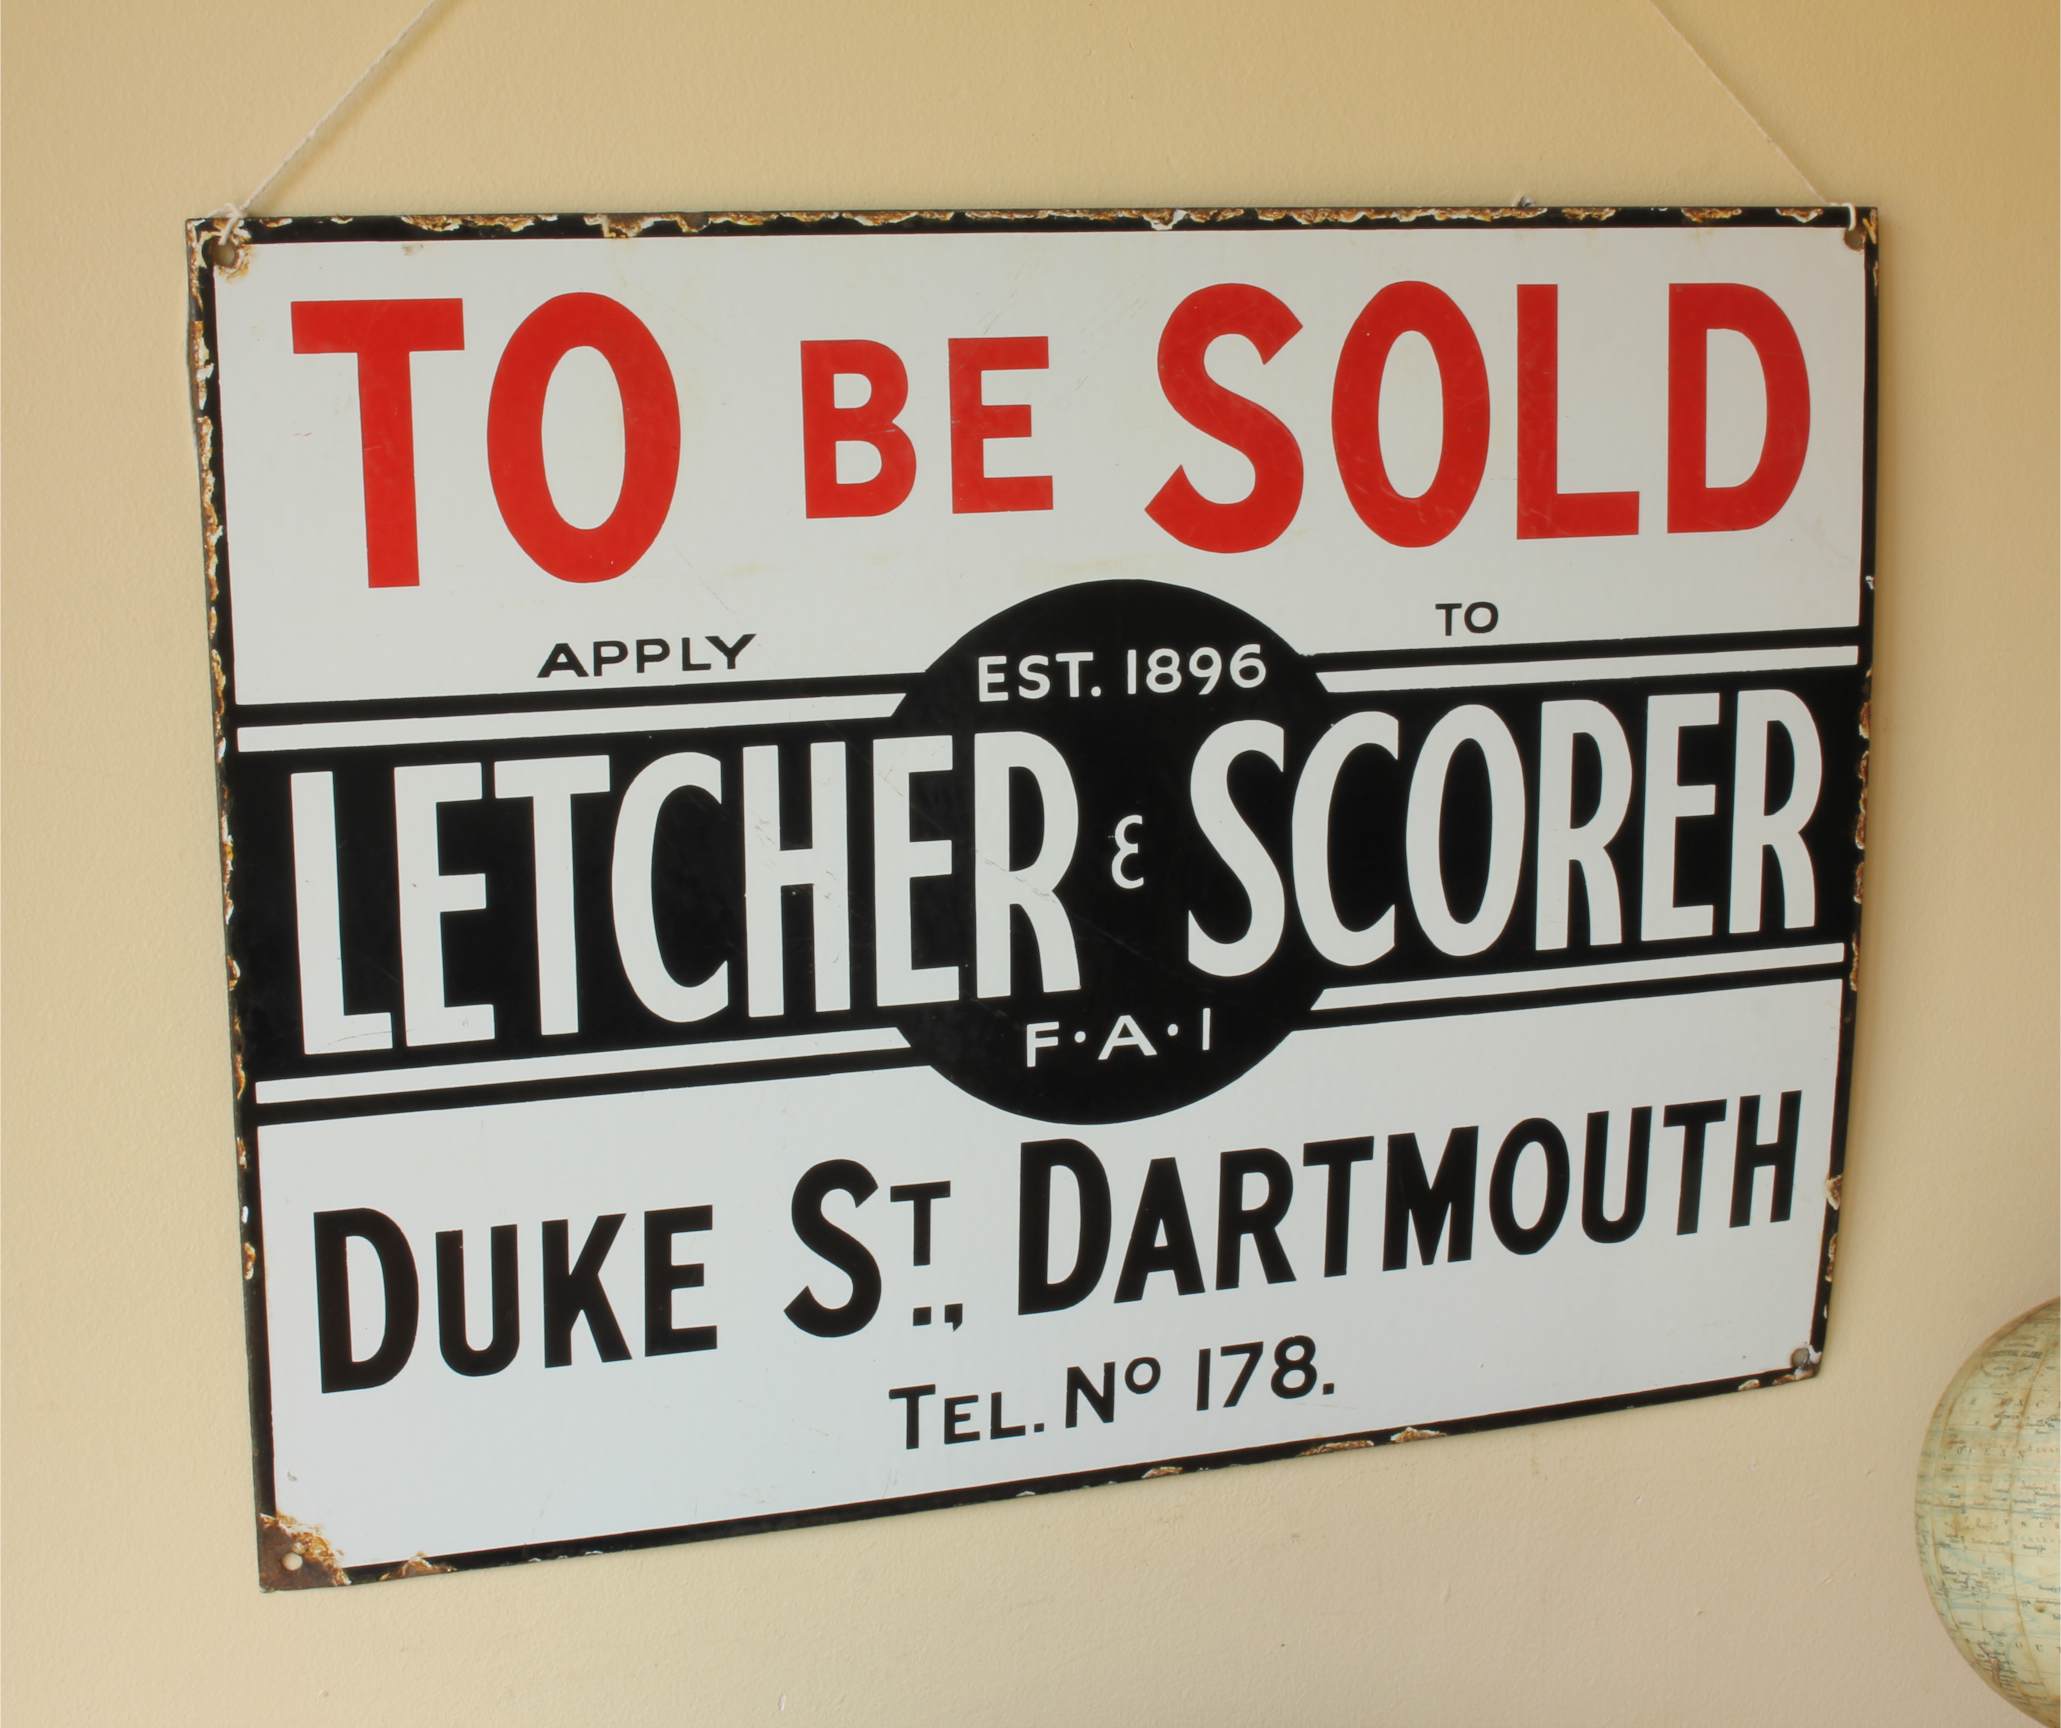 TO BE SOLD
APPLY TO
EST. 1896
LETCHER & SCORER
F·A·I
DUKE ST., DARTMOUTH
TEL. Nº 178.